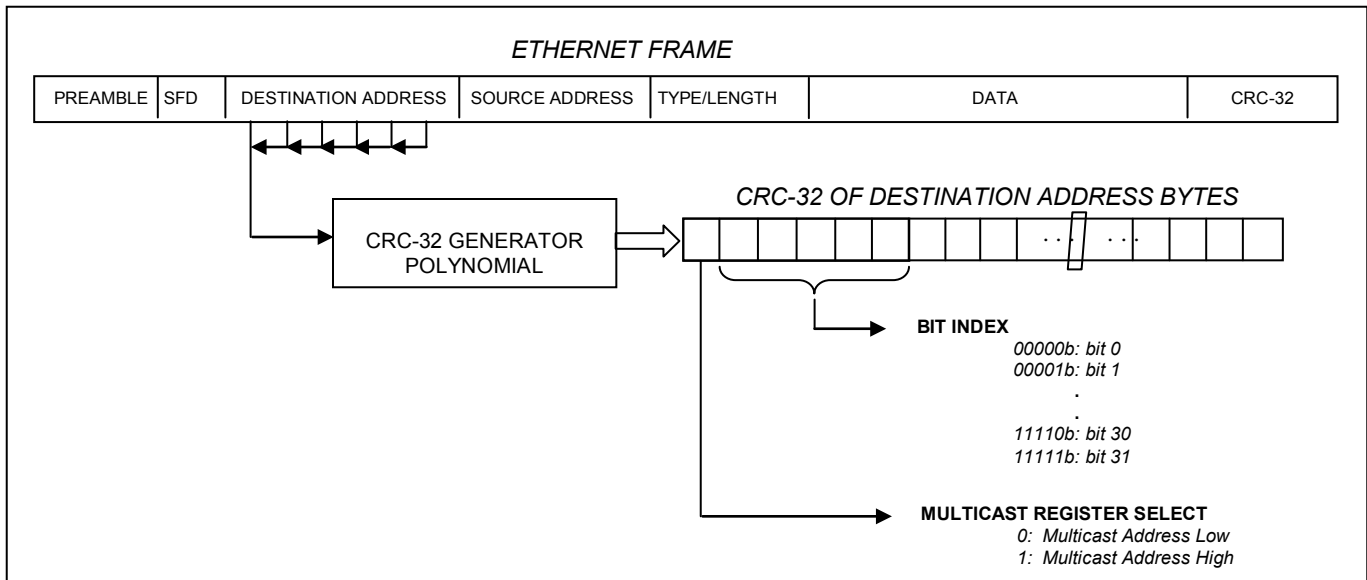 ETHERNET FRAME
PREAMBLE SFD DESTINATION ADDRESS SOURCE ADDRESS TYPE/LENGTH DATA CRC-32
CRC-32 OF DESTINATION ADDRESS BYTES
CRC-32 GENERATOR
POLYNOMIAL
. . . . . .
BIT INDEX
00000b: bit 0
00001b: bit 1
.
.
11110b: bit 30
11111b: bit 31
MULTICAST REGISTER SELECT
0: Multicast Address Low
1: Multicast Address High